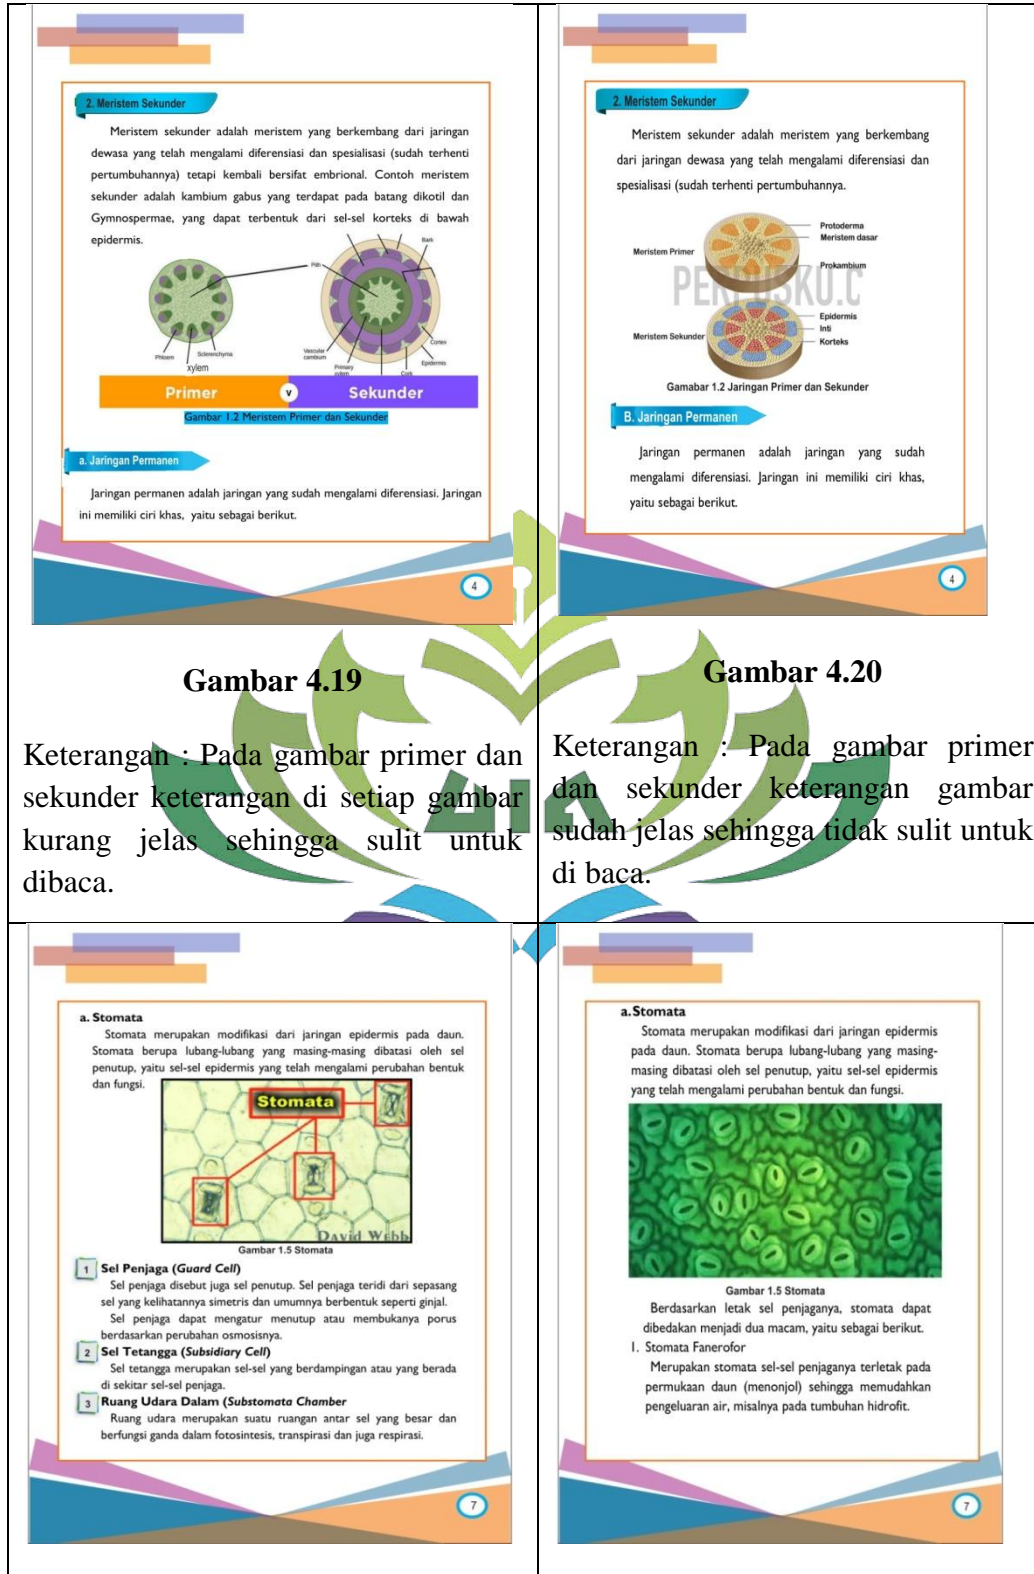 2. Meristem Sekunder
Meristem sekunder adalah meristem yang berkembang dari jaringan
dewasa yang telah mengalami diferensiasi dan spesialisasi (sudah terhenti
pertumbuhannya) tetapi kembali bersifat embrional. Contoh meristem
sekunder adalah kambium gabus yang terdapat pada batang dikotil dan
Gymnospermae, yang dapat terbentuk dari sel-sel korteks di bawah
epidermis.
Bark
Pith
Phloem
Sclerenchyma
xylem
Vascular
cambium
Primary
xylem
Cork
Epidermis
Cortex
Primer
v
Sekunder
Gambar 1.2 Meristem Primer dan Sekunder
a. Jaringan Permanen
Jaringan permanen adalah jaringan yang sudah mengalami diferensiasi. Jaringan
ini memiliki ciri khas, yaitu sebagai berikut.
4
Gambar 4.19
Keterangan : Pada gambar primer dan
sekunder keterangan di setiap gambar
kurang jelas sehingga sulit untuk
dibaca.
2. Meristem Sekunder
Meristem sekunder adalah meristem yang berkembang
dari jaringan dewasa yang telah mengalami diferensiasi dan
spesialisasi (sudah terhenti pertumbuhannya.
Meristem Primer
Protoderma
Meristem dasar
Prokambium
PERPUSKU.C
Meristem Sekunder
Epidermis
Inti
Korteks
Gamabar 1.2 Jaringan Primer dan Sekunder
B. Jaringan Permanen
Jaringan permanen adalah jaringan yang sudah
mengalami diferensiasi. Jaringan ini memiliki ciri khas,
yaitu sebagai berikut.
4
Gambar 4.20
Keterangan : Pada gambar primer
dan sekunder keterangan gambar
sudah jelas sehingga tidak sulit untuk
di baca.
a. Stomata
Stomata merupakan modifikasi dari jaringan epidermis pada daun.
Stomata berupa lubang-lubang yang masing-masing dibatasi oleh sel
penutup, yaitu sel-sel epidermis yang telah mengalami perubahan bentuk
dan fungsi.
Stomata
David Webb
Gambar 1.5 Stomata
1 Sel Penjaga (Guard Cell)
Sel penjaga disebut juga sel penutup. Sel penjaga teridi dari sepasang
sel yang kelihatannya simetris dan umumnya berbentuk seperti ginjal.
Sel penjaga dapat mengatur menutup atau membukanya porus
berdasarkan perubahan osmosisnya.
2 Sel Tetangga (Subsidiary Cell)
Sel tetangga merupakan sel-sel yang berdampingan atau yang berada
di sekitar sel-sel penjaga.
3 Ruang Udara Dalam (Substomata Chamber
Ruang udara merupakan suatu ruangan antar sel yang besar dan
berfungsi ganda dalam fotosintesis, transpirasi dan juga respirasi.
7
a. Stomata
Stomata merupakan modifikasi dari jaringan epidermis
pada daun. Stomata berupa lubang-lubang yang masing-
masing dibatasi oleh sel penutup, yaitu sel-sel epidermis
yang telah mengalami perubahan bentuk dan fungsi.
Gambar 1.5 Stomata
Berdasarkan letak sel penjaganya, stomata dapat
dibedakan menjadi dua macam, yaitu sebagai berikut.
1. Stomata Fanerofor
Merupakan stomata sel-sel penjaganya terletak pada
permukaan daun (menonjol) sehingga memudahkan
pengeluaran air, misalnya pada tumbuhan hidrofit.
7